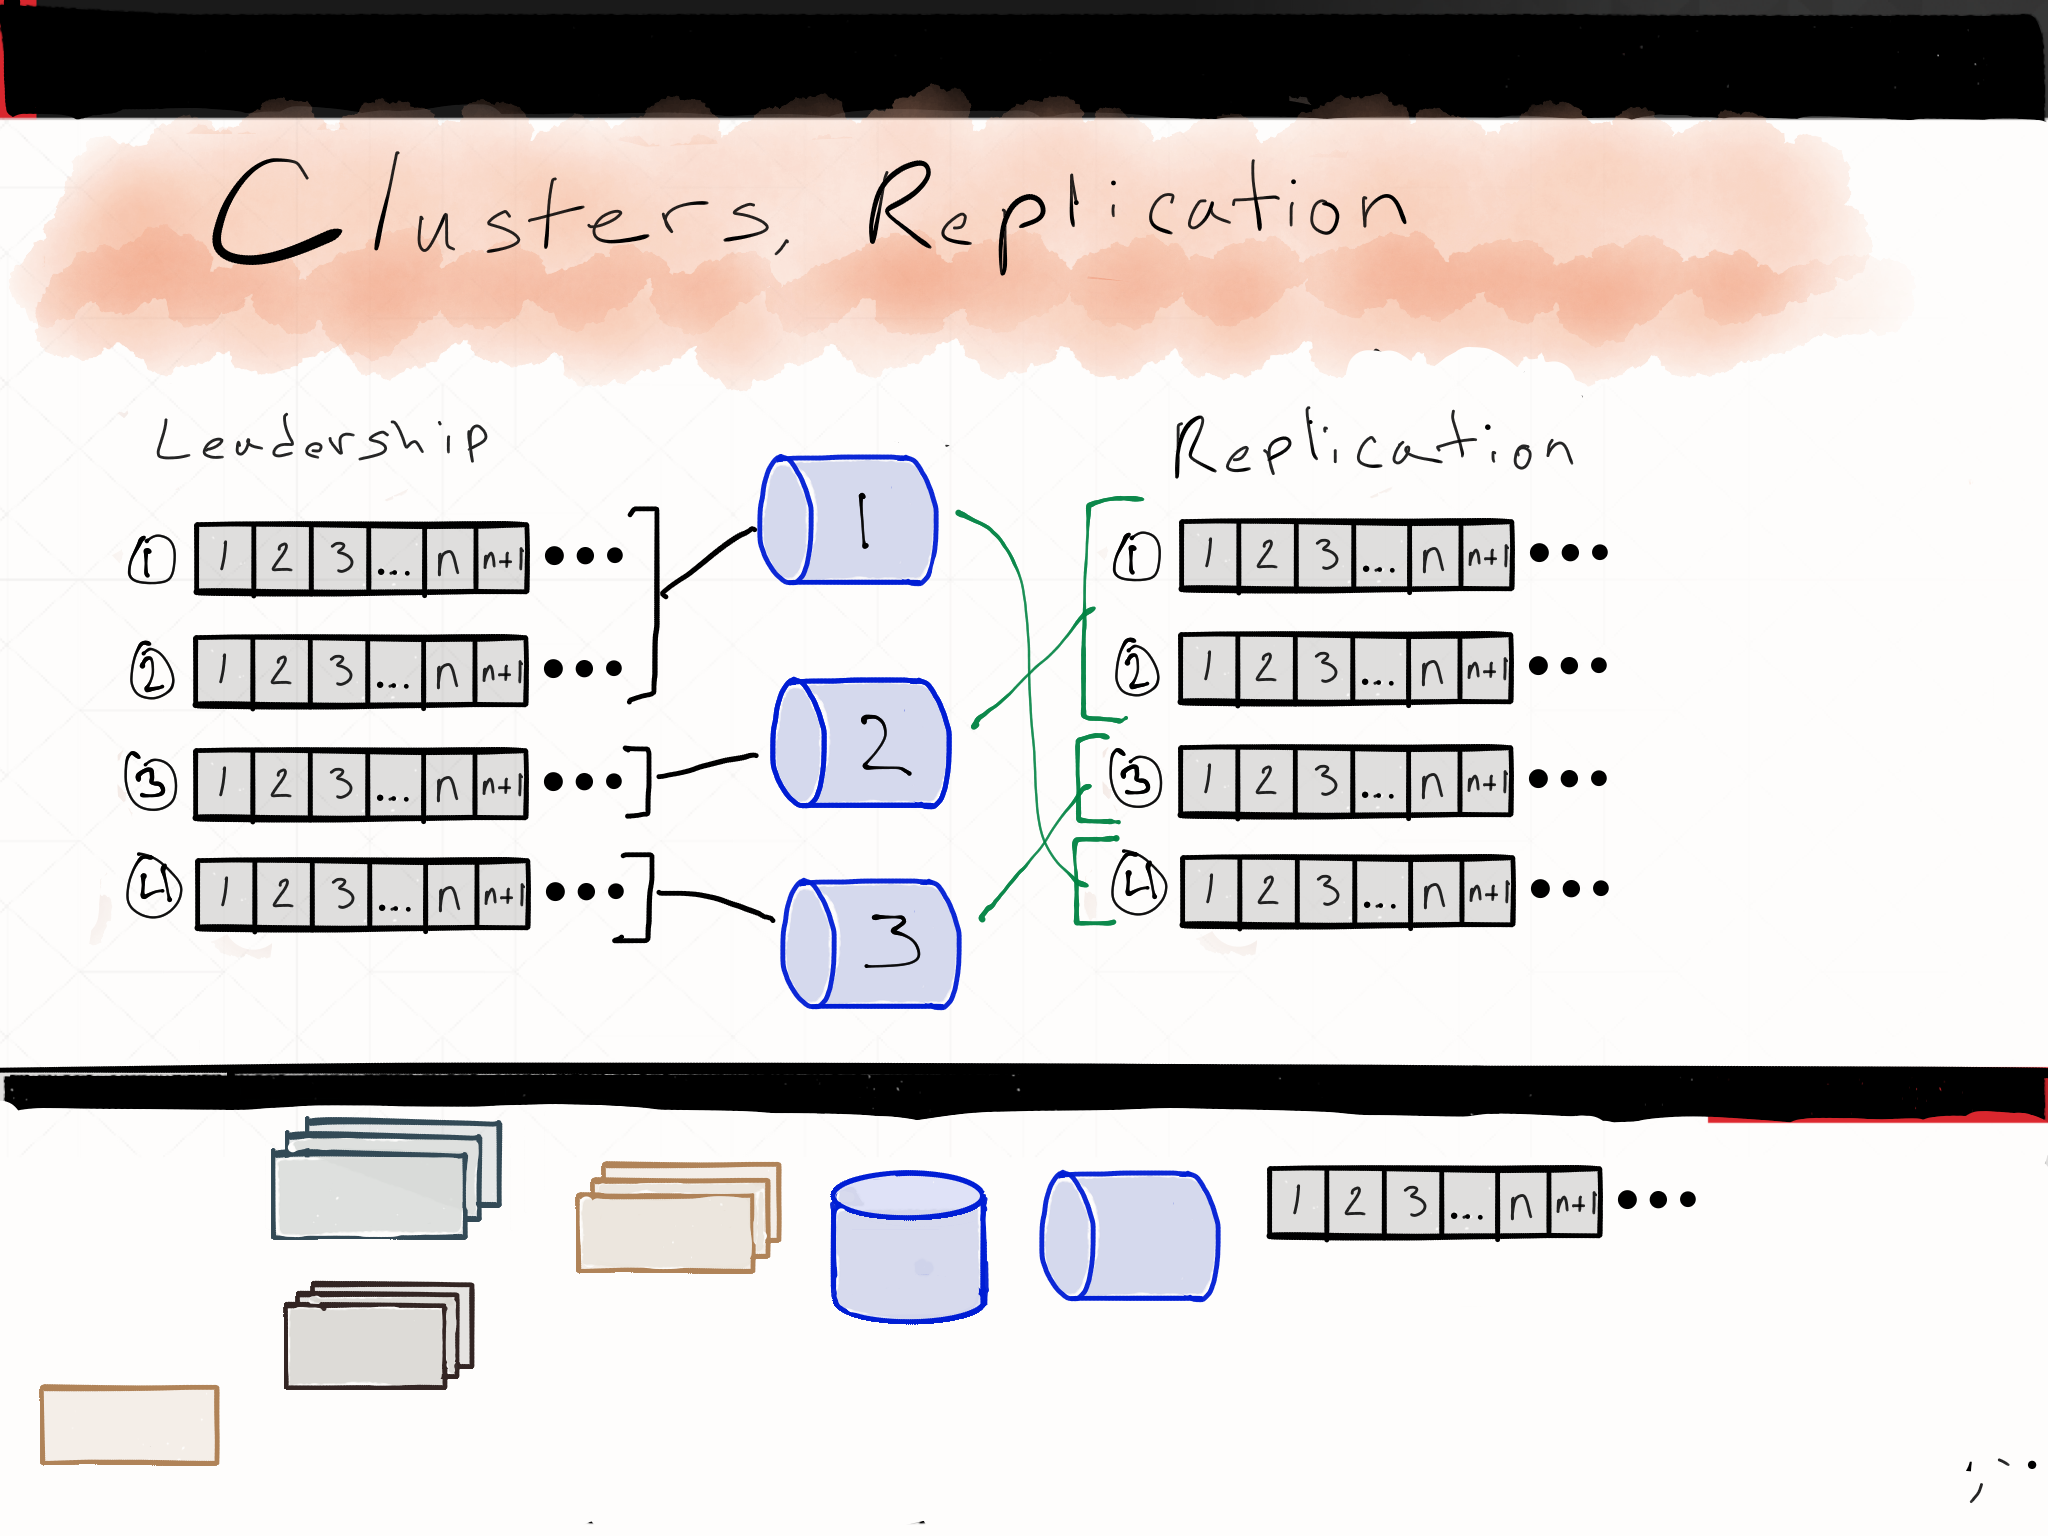 Clusters, Replication
Leadership
1 1 2 3 ... n n+1 ...
2 1 2 3 ... n n+1 ...
3 1 2 3 ... n n+1 ...
4 1 2 3 ... n n+1 ...
1
2
3
Replication
1 1 2 3 ... n n+1 ...
2 1 2 3 ... n n+1 ...
3 1 2 3 ... n n+1 ...
4 1 2 3 ... n n+1 ...
1 2 3 ... n n+1 ...